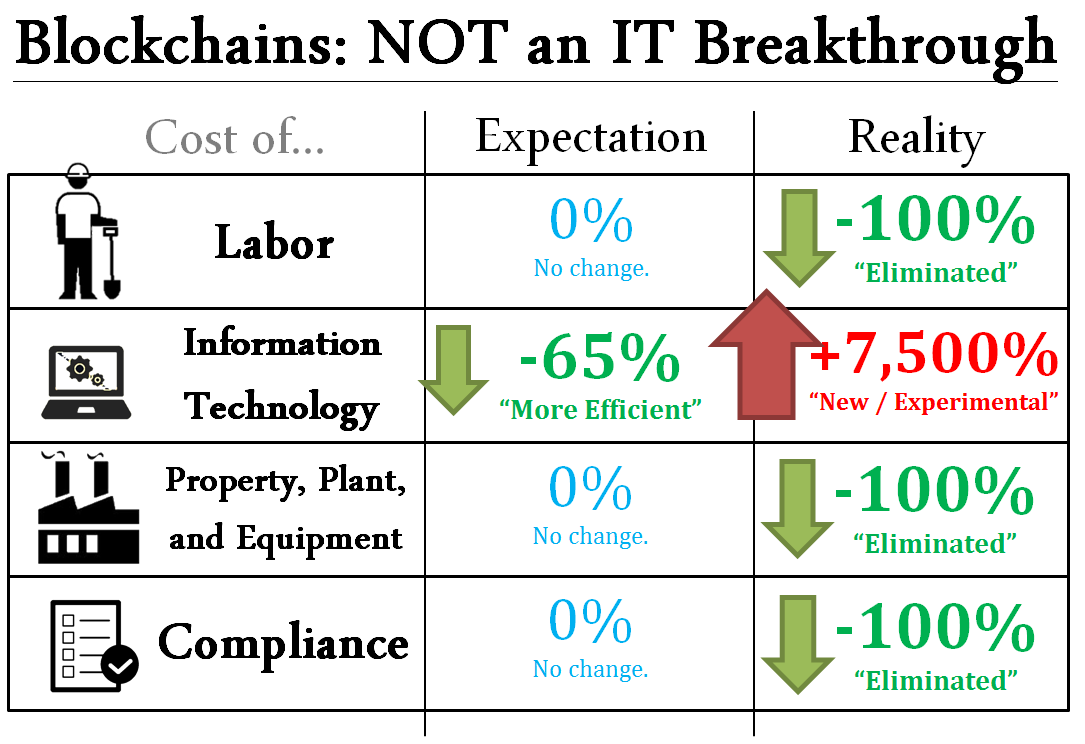 Blockchains: NOT an IT Breakthrough
Cost of... Expectation Reality
Labor
0%
No change.
-100%
“Eliminated”
Information
Technology
-65%
“More Efficient”
+7,500%
“New / Experimental”
Property, Plant,
and Equipment
0%
No change.
-100%
“Eliminated”
Compliance
0%
No change.
-100%
“Eliminated”